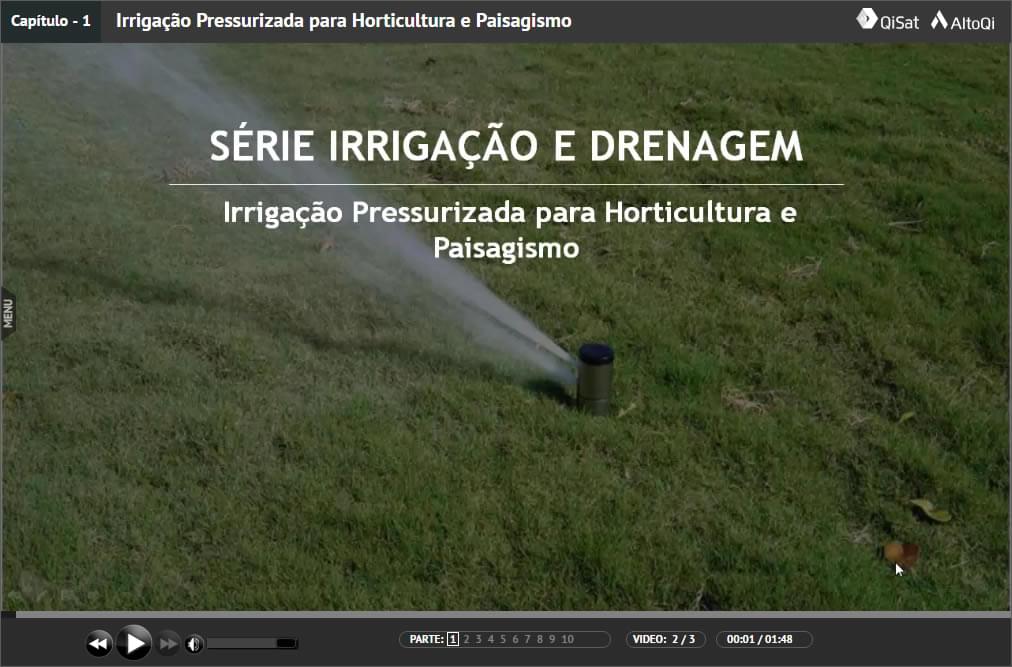 Capítulo - 1
Irrigação Pressurizada para Horticultura e Paisagismo
QiSat
AltoQi
SÉRIE IRRIGAÇÃO E DRENAGEM
Irrigação Pressurizada para Horticultura e
Paisagismo
MENU
PARTE: 1 2 3 4 5 6 7 8 9 10
VIDEO: 2 / 3
00:01 / 01:48